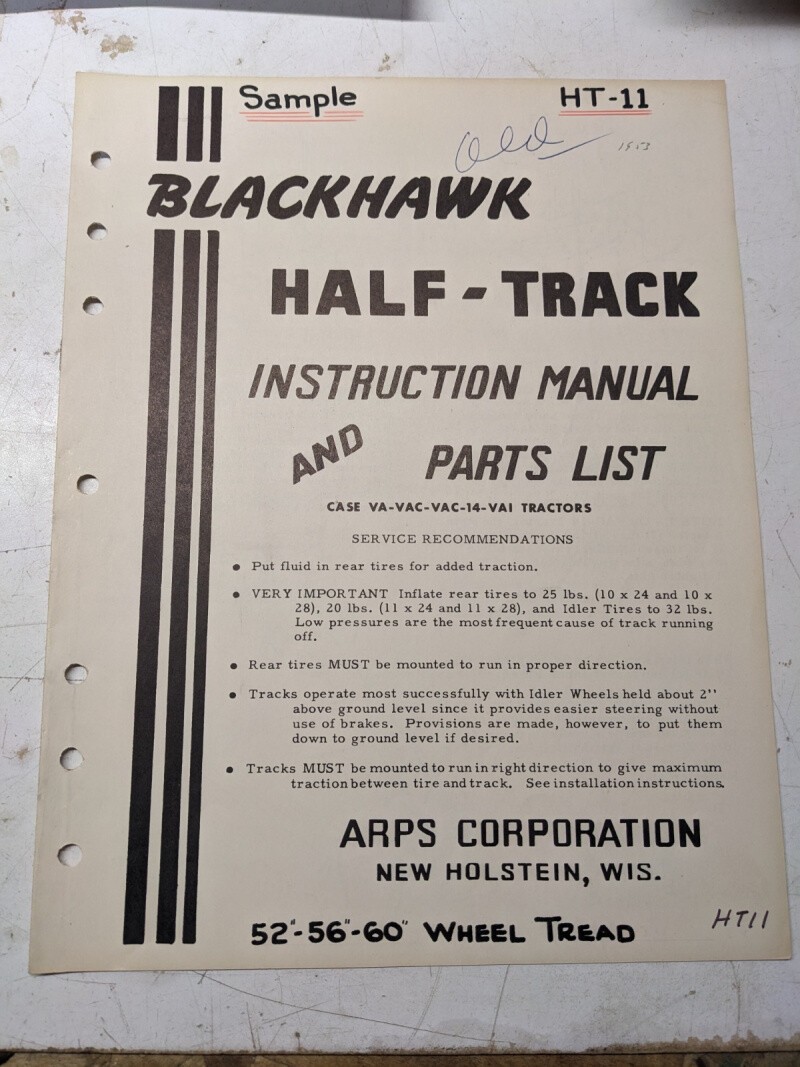 Sample HT-11
Old 1953
BLACKHAWK
HALF-TRACK
INSTRUCTION MANUAL
AND PARTS LIST
CASE VA-VAC-VAC-14-VAI TRACTORS
SERVICE RECOMMENDATIONS
• Put fluid in rear tires for added traction.
• VERY IMPORTANT Inflate rear tires to 25 lbs. (10 x 24 and 10 x
28), 20 lbs. (11 x 24 and 11 x 28), and Idler Tires to 32 lbs.
Low pressures are the most frequent cause of track running
off.
• Rear tires MUST be mounted to run in proper direction.
• Tracks operate most successfully with Idler Wheels held about 2"
above ground level since it provides easier steering without
use of brakes. Provisions are made, however, to put them
down to ground level if desired.
• Tracks MUST be mounted to run in right direction to give maximum
traction between tire and track. See installation instructions.
ARPS CORPORATION
NEW HOLSTEIN, WIS.
HT11
52"-56"-60" WHEEL TREAD